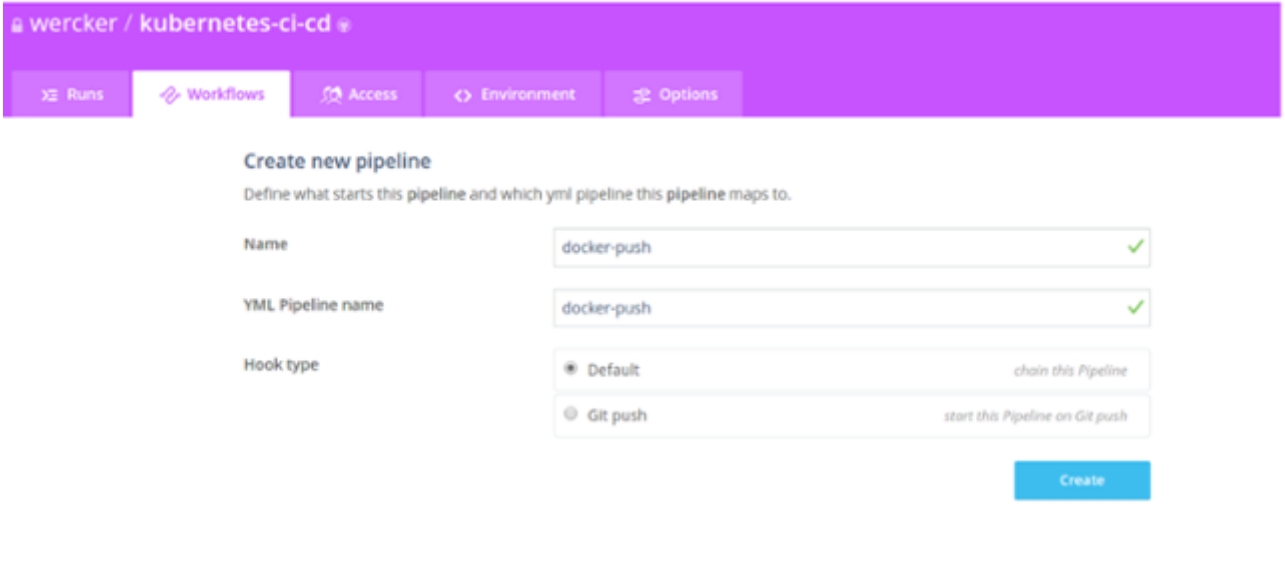 wercker / kubernetes-ci-cd
Runs
Workflows
Access
<> Environment
Options
Create new pipeline
Define what starts this pipeline and which yml pipeline this pipeline maps to.
Name
docker-push
YML Pipeline name
docker-push
Hook type
Default
chain this Pipeline
Git push
start this Pipeline on Git push
Create